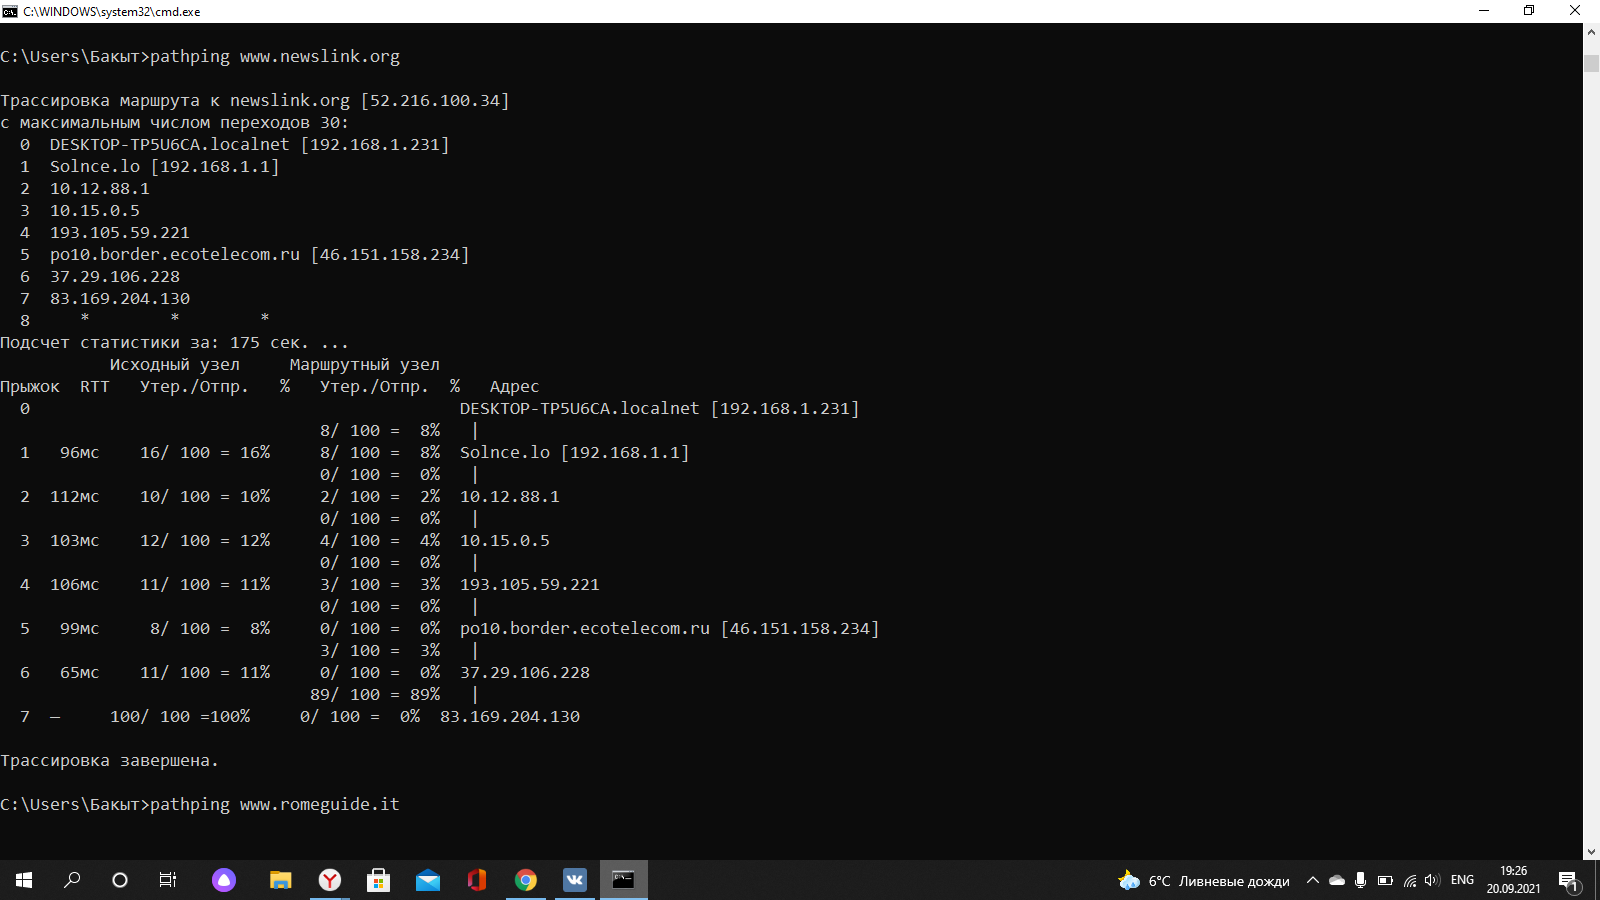 C:\WINDOWS\system32\cmd.exe
C:\Users\Бакыт>pathping www.newslink.org
Трассировка маршрута к newslink.org [52.216.100.34]
с максимальным числом переходов 30:
  0  DESKTOP-TP5U6CA.localnet [192.168.1.231]
  1  Solnce.lo [192.168.1.1]
  2  10.12.88.1
  3  10.15.0.5
  4  193.105.59.221
  5  po10.border.ecotelecom.ru [46.151.158.234]
  6  37.29.106.228
  7  83.169.204.130
  8     *        *        *
Подсчет статистики за: 175 сек. ...
           Исходный узел     Маршрутный узел
Прыжок  RTT   Утер./Отпр.   %   Утер./Отпр.  %   Адрес
  0                                           DESKTOP-TP5U6CA.localnet [192.168.1.231]
                                8/ 100 =  8%   |
  1   96мс    16/ 100 = 16%     8/ 100 =  8%  Solnce.lo [192.168.1.1]
                                0/ 100 =  0%   |
  2  112мс    10/ 100 = 10%     2/ 100 =  2%  10.12.88.1
                                0/ 100 =  0%   |
  3  103мс    12/ 100 = 12%     4/ 100 =  4%  10.15.0.5
                                0/ 100 =  0%   |
  4  106мс    11/ 100 = 11%     3/ 100 =  3%  193.105.59.221
                                0/ 100 =  0%   |
  5   99мс     8/ 100 =  8%     0/ 100 =  0%  po10.border.ecotelecom.ru [46.151.158.234]
                                3/ 100 =  3%   |
  6   65мс    11/ 100 = 11%     0/ 100 =  0%  37.29.106.228
                               89/ 100 = 89%   |
  7  —     100/ 100 =100%     0/ 100 =  0%  83.169.204.130
Трассировка завершена.
C:\Users\Бакыт>pathping www.romeguide.it
6°C Ливневые дожди
ENG
19:26
20.09.2021
1